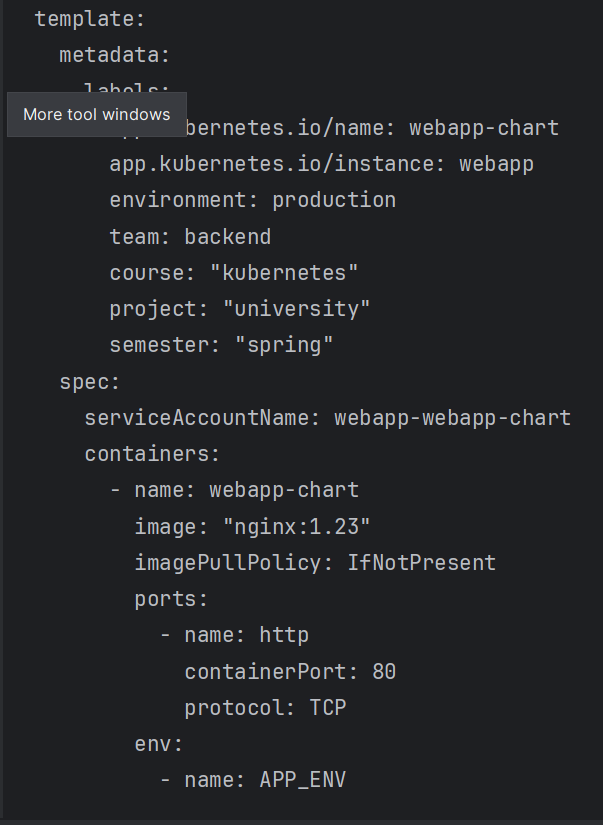 template:
  metadata:
    labels:
More tool windows
bernetes.io/name: webapp-chart
      app.kubernetes.io/instance: webapp
      environment: production
      team: backend
      course: "kubernetes"
      project: "university"
      semester: "spring"
  spec:
    serviceAccountName: webapp-webapp-chart
    containers:
      - name: webapp-chart
        image: "nginx:1.23"
        imagePullPolicy: IfNotPresent
        ports:
          - name: http
            containerPort: 80
            protocol: TCP
        env:
          - name: APP_ENV